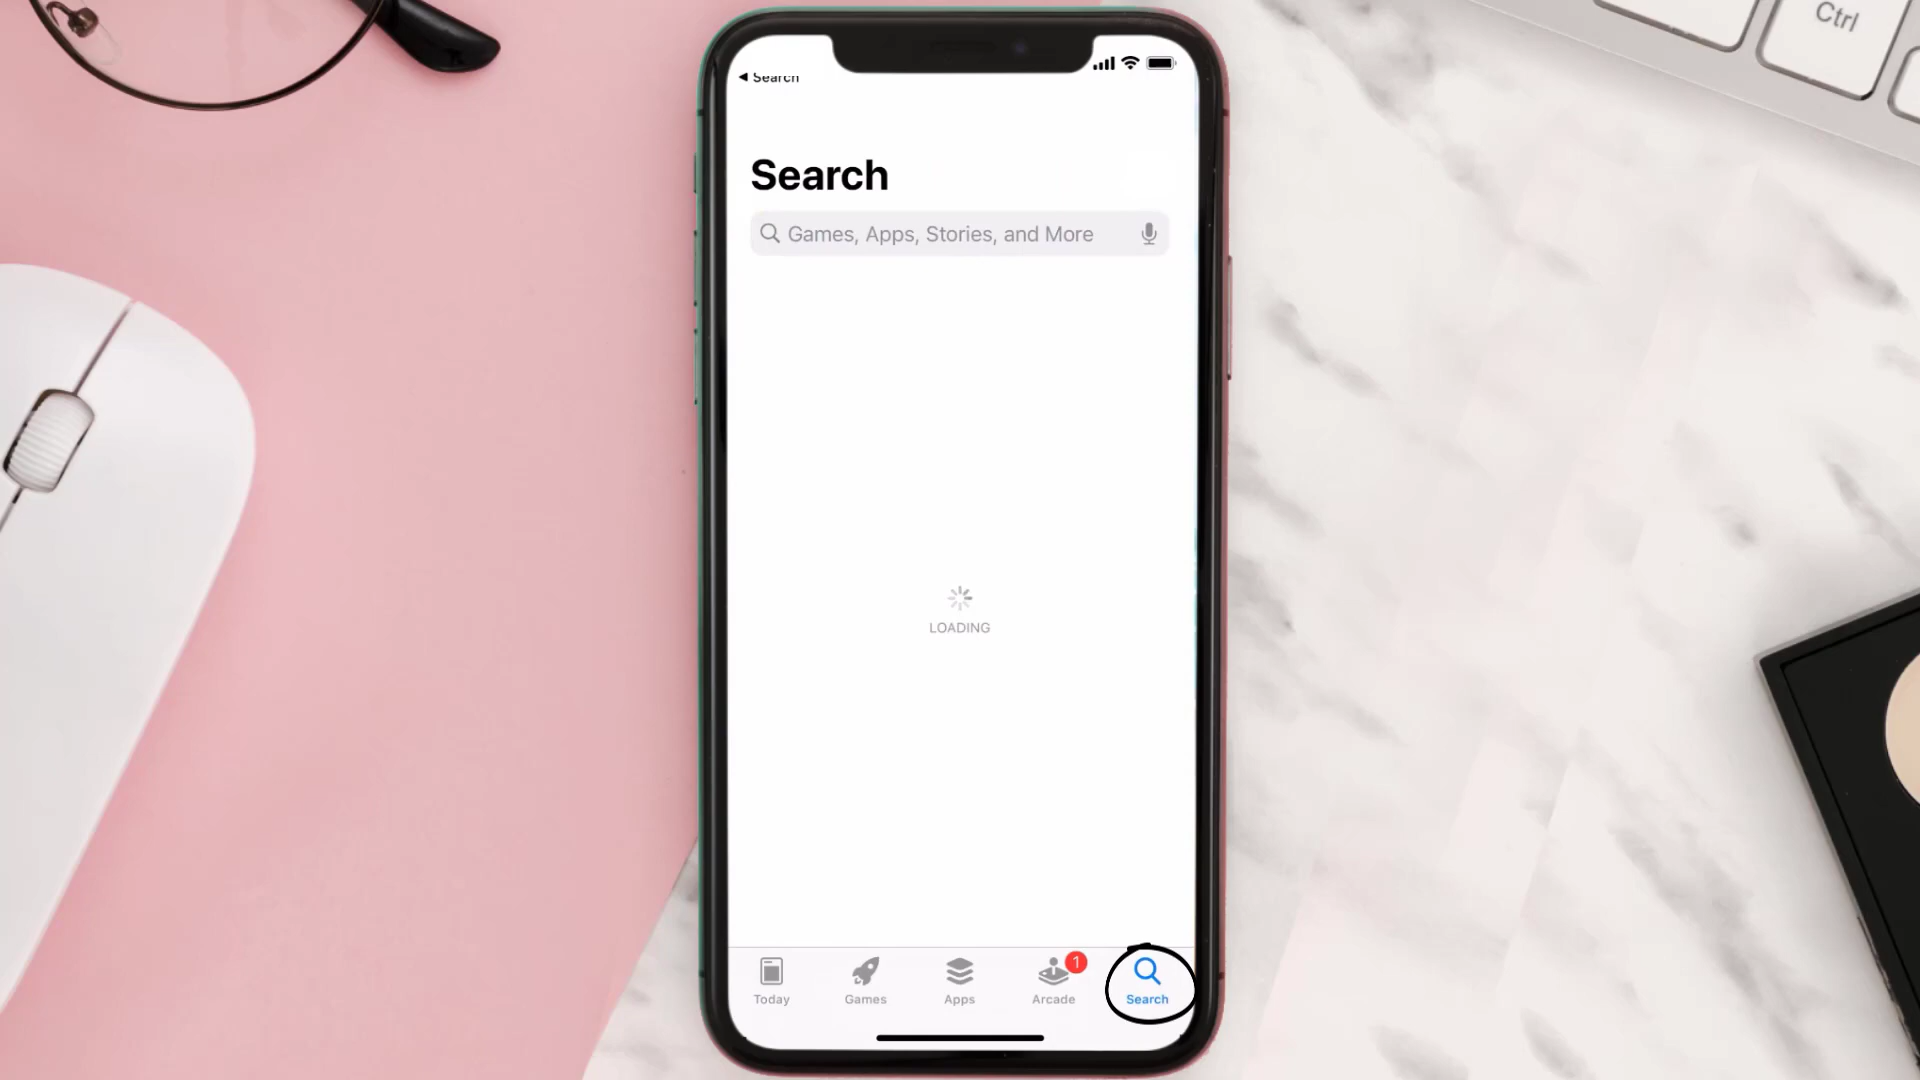 Ctrl
◀ Search
Search
Games, Apps, Stories, and More
LOADING
1
Today
Games
Apps
Arcade
Search